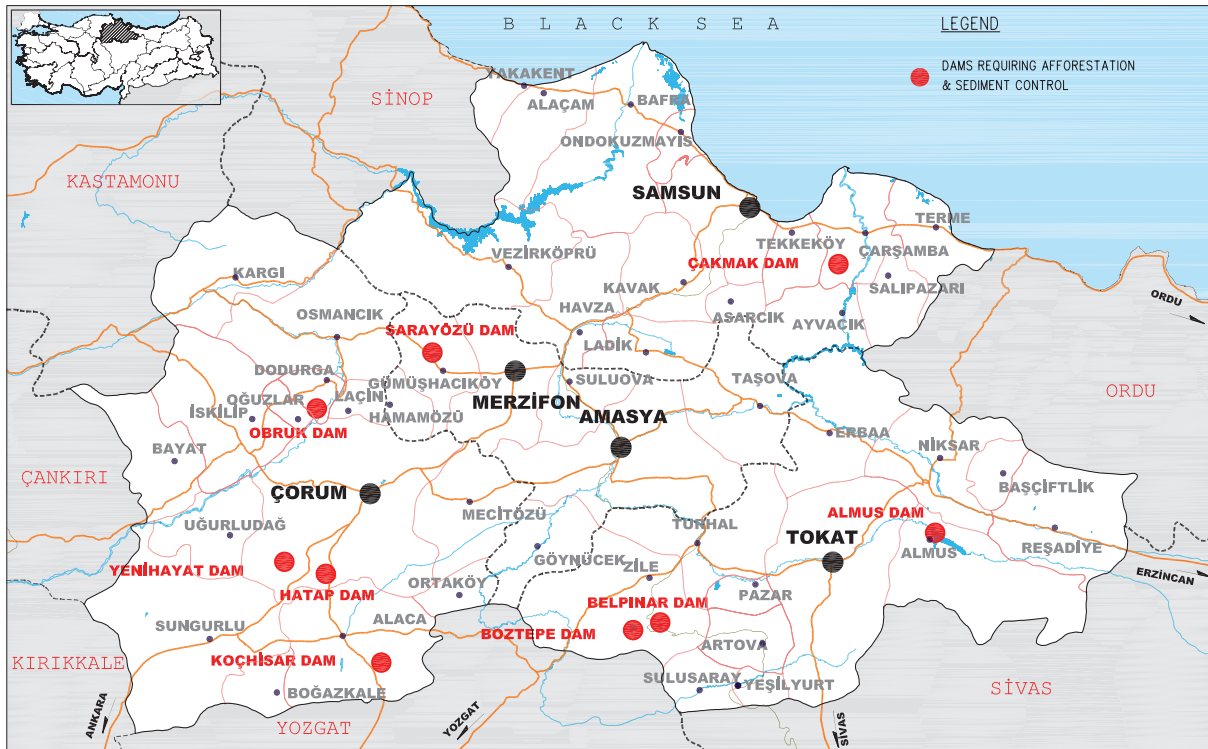 BLACK SEA
LEGEND
DAMS REQUIRING AFFORESTATION
& SEDIMENT CONTROL
YAKAKENT
ALAÇAM
BAFRA
SİNOP
ONDOKUZMAYIS
KASTAMONU
SAMSUN
TERME
TEKKEKÖY
ÇARŞAMBA
VEZİRKÖPRÜ
ÇAKMAK DAM
KARGI
KAVAK
SALIPAZARI
ORDU
HAVZA
ASARCIK
AYVACIK
OSMANCIK
SARAYÖZÜ DAM
LADİK
DODURGA
GÜMÜŞHACIKÖY
SULUOVA
TAŞOVA
ORDU
OĞUZLAR
LAÇİN
MERZİFON
İSKİLİP
HAMAMÖZÜ
AMASYA
OBRUK DAM
ERBAA
BAYAT
NİKSAR
ÇANKIRI
BAŞÇİFTLİK
ÇORUM
MECİTÖZÜ
ALMUS DAM
UĞURLUDAĞ
TURHAL
TOKAT
ALMUS
REŞADİYE
GÖYNÜCEK
YENİHAYAT DAM
ZİLE
ERZİNCAN
HATAP DAM
ORTAKÖY
PAZAR
BELPINAR DAM
SUNGURLU
ALACA
BOZTEPE DAM
ARTOVA
KIRIKKALE
KOÇHİSAR DAM
SULUSARAY
YEŞİLYURT
SİVAS
BOĞAZKALE
ANKARA
YOZGAT
YOZGAT
SİVAS